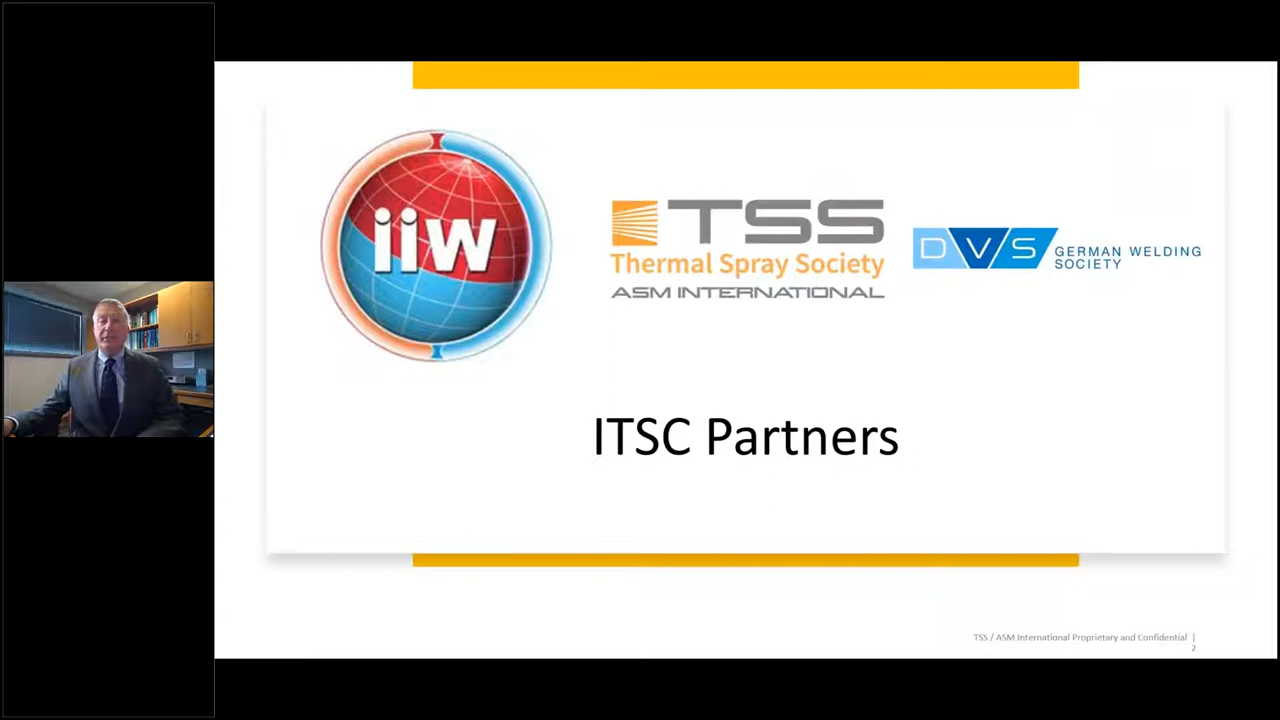 iiw
TSS
Thermal Spray Society
ASM INTERNATIONAL
DVS
GERMAN WELDING
SOCIETY
ITSC Partners
TSS / ASM International Proprietary and Confidential |
2